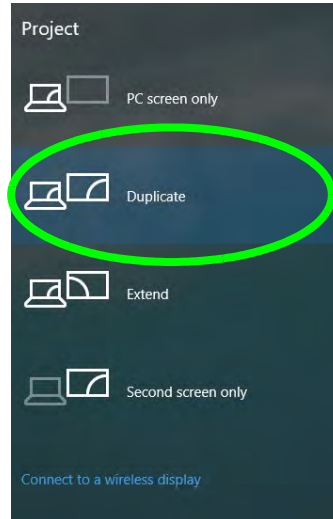 Project
PC screen only
Duplicate
Extend
Second screen only
Connect to a wireless display